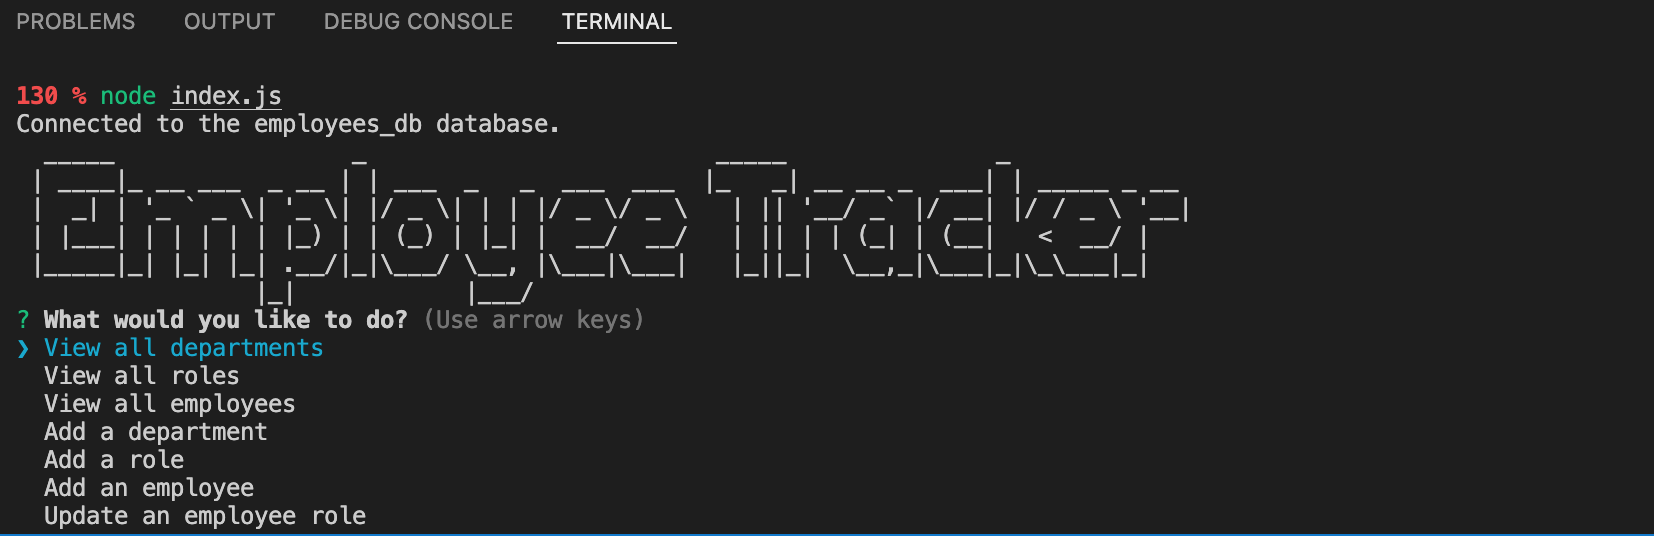 PROBLEMS OUTPUT DEBUG CONSOLE TERMINAL
130 % node index.js
Connected to the employees_db database.
Employee Tracker
? What would you like to do? (Use arrow keys)
❯ View all departments
View all roles
View all employees
Add a department
Add a role
Add an employee
Update an employee role